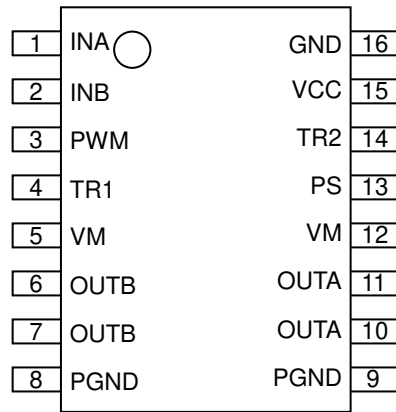 1 INA GND 16
2 INB VCC 15
3 PWM TR2 14
4 TR1 PS 13
5 VM VM 12
6 OUTB OUTA 11
7 OUTB OUTA 10
8 PGND PGND 9